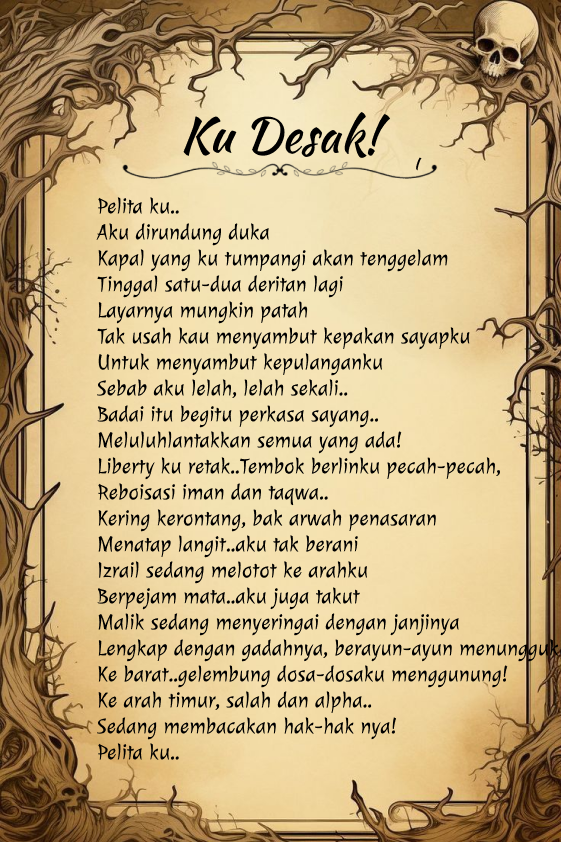 Ku Desak!
1
Pelita ku..
Aku dirundung duka
Kapal yang ku tumpangi akan tenggelam
Tinggal satu-dua deritan lagi
Layarnya mungkin patah
Tak usah kau menyambut kepakan sayapku
Untuk menyambut kepulanganku
Sebab aku lelah, lelah sekali..
Badai itu begitu perkasa sayang..
Meluluhlantakkan semua yang ada!
Liberty ku retak..Tembok berlinku pecah-pecah,
Reboisasi iman dan taqwa..
Kering kerontang, bak arwah penasaran
Menatap langit..aku tak berani
Izrail sedang melotot ke arahku
Berpejam mata..aku juga takut
Malik sedang menyeringai dengan janjinya
Lengkap dengan gadahnya, berayun-ayun
Ke barat..gelembung dosa-dosaku menggunung!
Ke arah timur, salah dan alpha..
Sedang membacakan hak-hak nya!
Pelita ku..